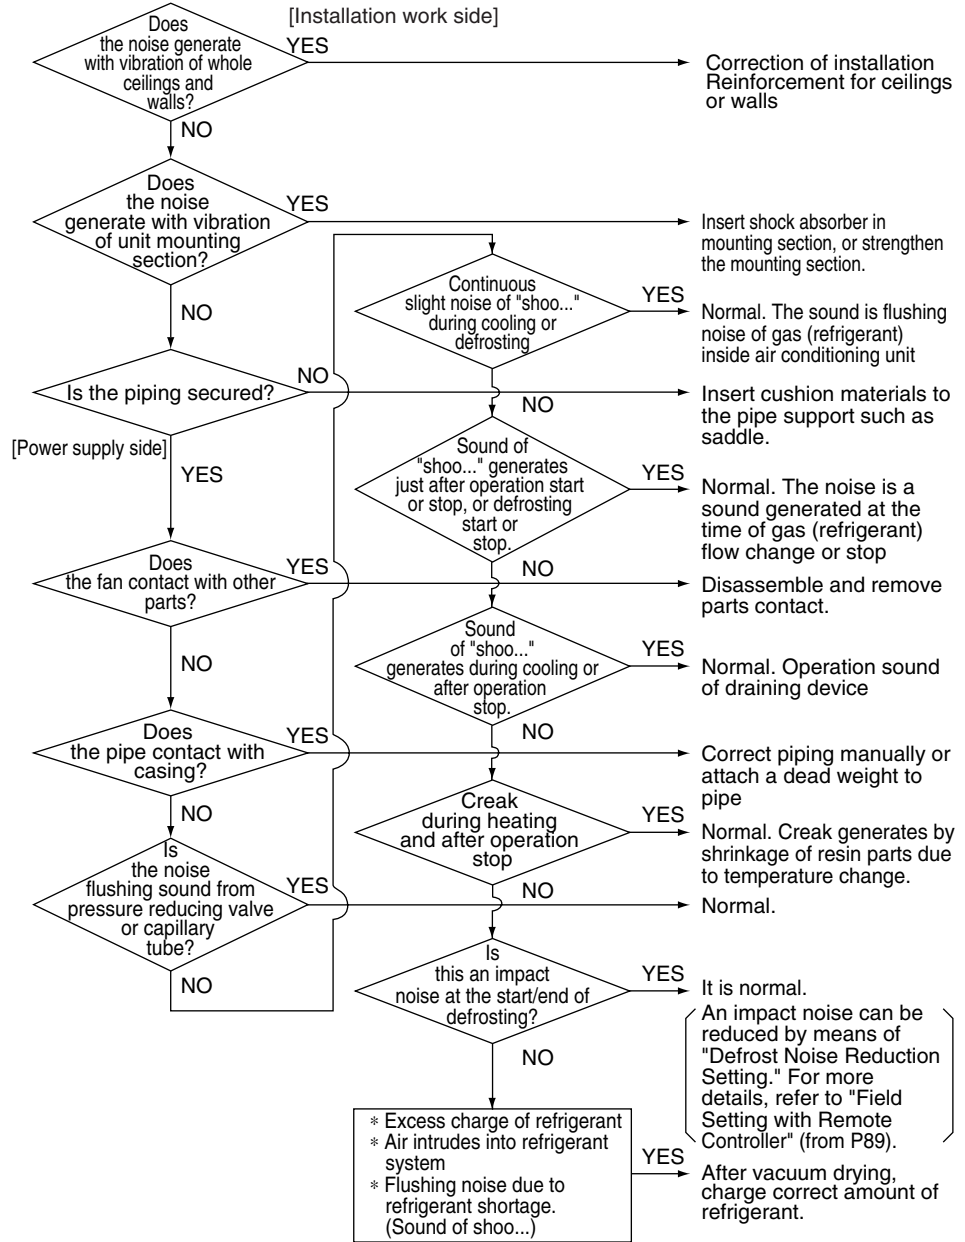 [Installation work side]
Does
the noise generate
with vibration of whole
ceilings and
walls?
YES
Correction of installation
Reinforcement for ceilings
or walls
NO
Does
the noise
generate with vibration
of unit mounting
section?
YES
Insert shock absorber in
mounting section, or strengthen
the mounting section.
NO
Is the piping secured?
NO
Insert cushion materials to
the pipe support such as
saddle.
[Power supply side]
YES
Does
the fan contact with other
parts?
YES
Disassemble and remove
parts contact.
NO
Does
the pipe contact with
casing?
YES
Correct piping manually or
attach a dead weight to
pipe
NO
Is
the noise
flushing sound from
pressure reducing valve
or capillary
tube?
YES
Normal.
NO
Continuous
slight noise of "shoo..."
during cooling or
defrosting
YES
Normal. The sound is flushing
noise of gas (refrigerant)
inside air conditioning unit
NO
Sound of
"shoo..." generates
just after operation start
or stop, or defrosting
start or
stop.
YES
Normal. The noise is a
sound generated at the
time of gas (refrigerant)
flow change or stop
NO
Sound
of "shoo..."
generates during cooling or
after operation
stop.
YES
Normal. Operation sound
of draining device
NO
Creak
during heating
and after operation
stop
YES
Normal. Creak generates by
shrinkage of resin parts due
to temperature change.
NO
Is
this an impact
noise at the start/end of
defrosting?
YES
It is normal.
An impact noise can be
reduced by means of
"Defrost Noise Reduction
Setting." For more
details, refer to "Field
Setting with Remote
Controller" (from P89).
NO
* Excess charge of refrigerant
* Air intrudes into refrigerant
system
* Flushing noise due to
refrigerant shortage.
(Sound of shoo...)
YES
After vacuum drying,
charge correct amount of
refrigerant.